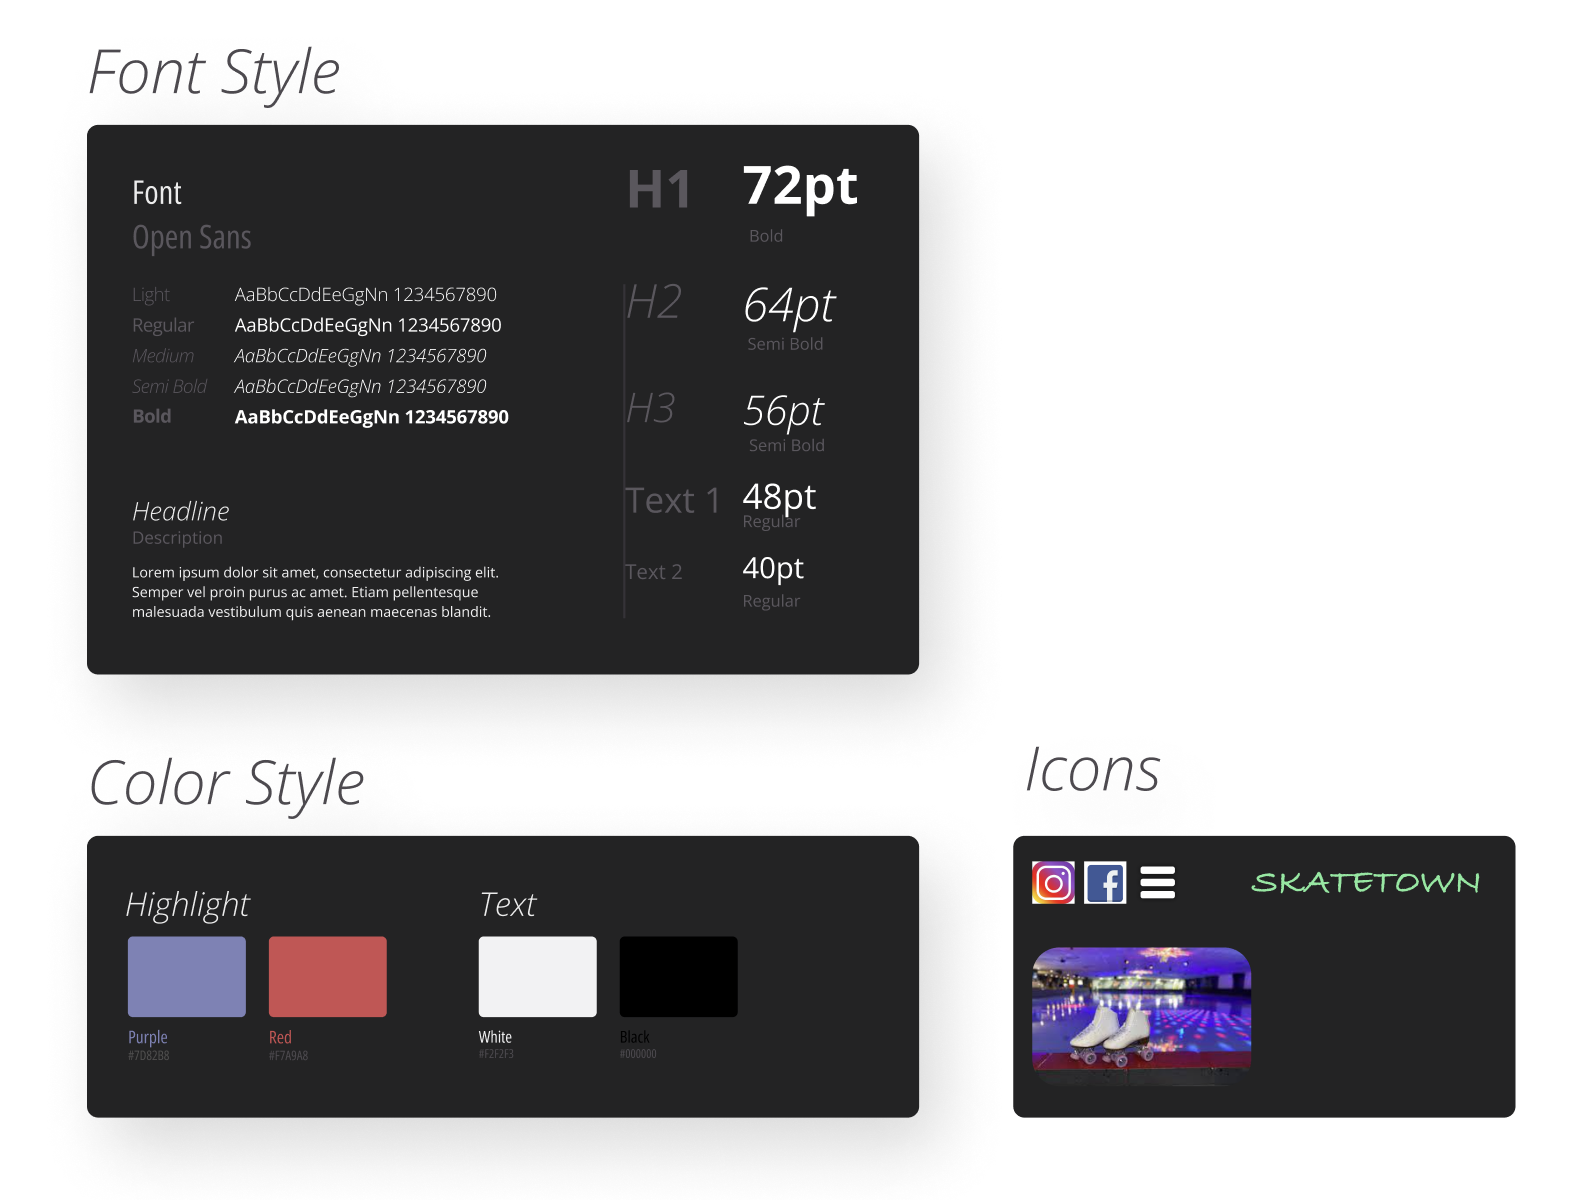 Font Style
Font
Open Sans
Light AaBbCcDdEeGgNn 1234567890
Regular AaBbCcDdEeGgNn 1234567890
Medium AaBbCcDdEeGgNn 1234567890
Semi Bold AaBbCcDdEeGgNn 1234567890
Bold AaBbCcDdEeGgNn 1234567890
Headline
Description
Lorem ipsum dolor sit amet, consectetur adipiscing elit.
Semper vel proin purus ac amet. Etiam pellentesque
malesuada vestibulum quis aenean maecenas blandit.
H1 72pt
Bold
H2 64pt
Semi Bold
H3 56pt
Semi Bold
Text 1 48pt
Regular
Text 2 40pt
Regular
Color Style
Highlight
Purple
#7D82B8
Red
#F7A9A8
Text
White
#F2F2F3
Black
#000000
Icons
SKATETOWN